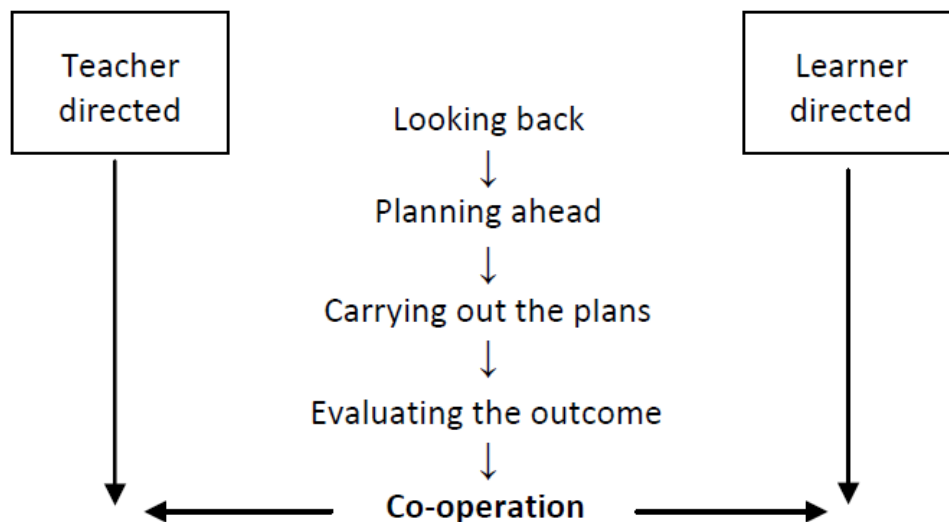 Teacher
directed
Learner
directed
Looking back
↓
Planning ahead
↓
Carrying out the plans
↓
Evaluating the outcome
↓
Co-operation